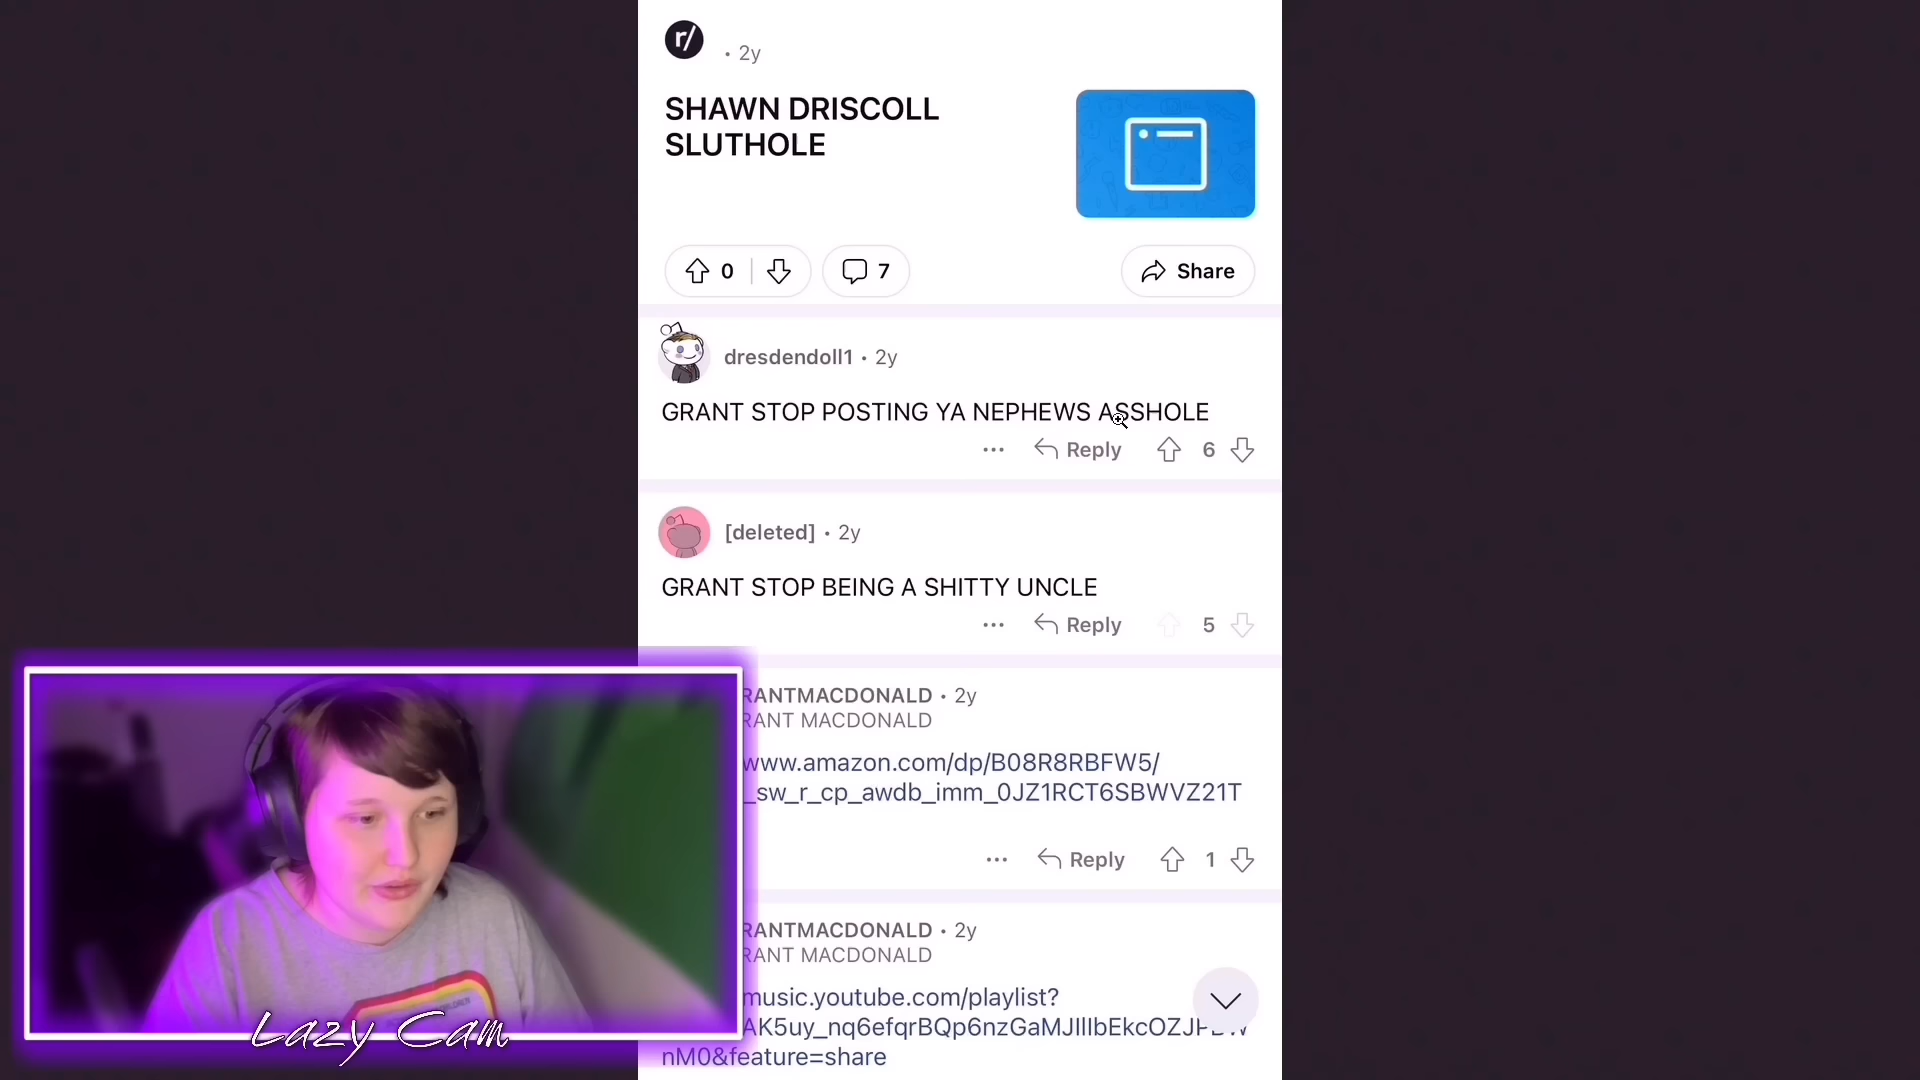 r/
• 2y
SHAWN DRISCOLL
SLUTHOLE
0
7
Share
dresdendoll1 • 2y
GRANT STOP POSTING YA NEPHEWS ASSHOLE
... Reply 6
[deleted] • 2y
GRANT STOP BEING A SHITTY UNCLE
... Reply 5
RANTMACDONALD • 2y
RANT MACDONALD
www.amazon.com/dp/B08R8RBFW5/
_sw_r_cp_awdb_imm_0JZ1RCT6SBWVZ21T
... Reply 1
RANTMACDONALD • 2y
RANT MACDONALD
music.youtube.com/playlist?
nM0&feature=share
Lazy Cam